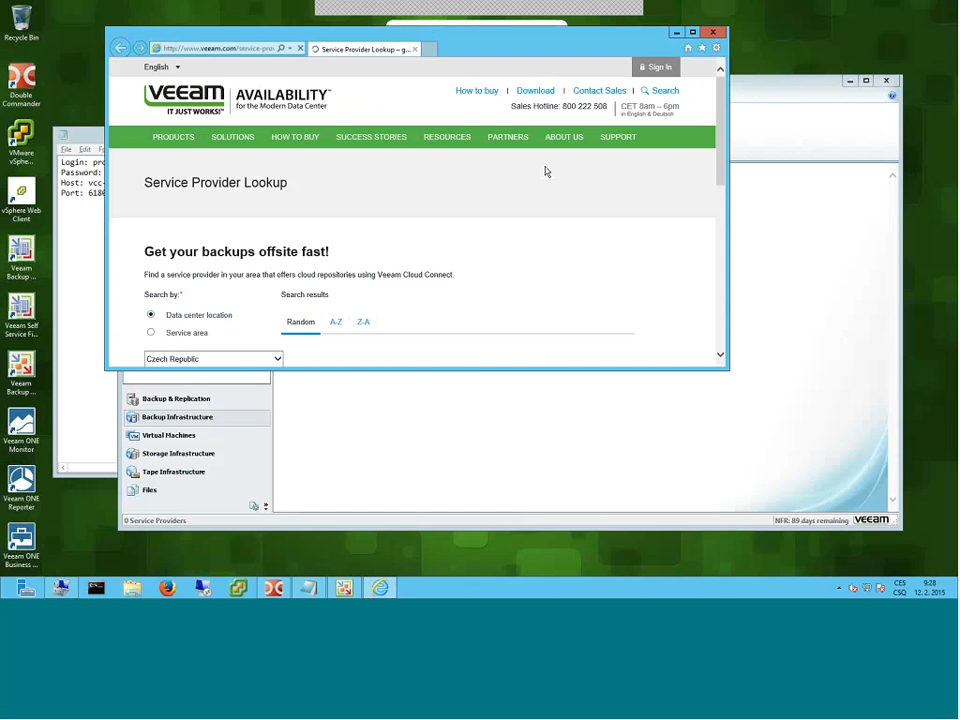 Recycle Bin
Double
Commander
VMware
vSphe...
vSphere Web
Client
Veeam
Backup ...
Veeam Self
Service Fi...
Veeam
Backup ...
Veeam ONE
Monitor
Veeam ONE
Reporter
Veeam ONE
Business ...
File Edit
Login: pro
Password:
Host: vcc-
Port: 6180
http://www.veeam.com/service-prov
Service Provider Lookup – g...
English
Sign In
VEEAM
IT JUST WORKS!™
AVAILABILITY™
for the Modern Data Center
How to buy | Download | Contact Sales | Search
Sales Hotline: 800 222 508 CET 8am – 6pm
in English & Deutsch
PRODUCTS SOLUTIONS HOW TO BUY SUCCESS STORIES RESOURCES PARTNERS ABOUT US SUPPORT
Service Provider Lookup
Get your backups offsite fast!
Find a service provider in your area that offers cloud repositories using Veeam Cloud Connect.
Search by:*
Search results
Data center location
Service area
Random A-Z Z-A
Czech Republic
Backup & Replication
Backup Infrastructure
Virtual Machines
Storage Infrastructure
Tape Infrastructure
Files
0 Service Providers
NFR: 89 days remaining
VEEAM
CES
CSQ
9:28
12. 2. 2015